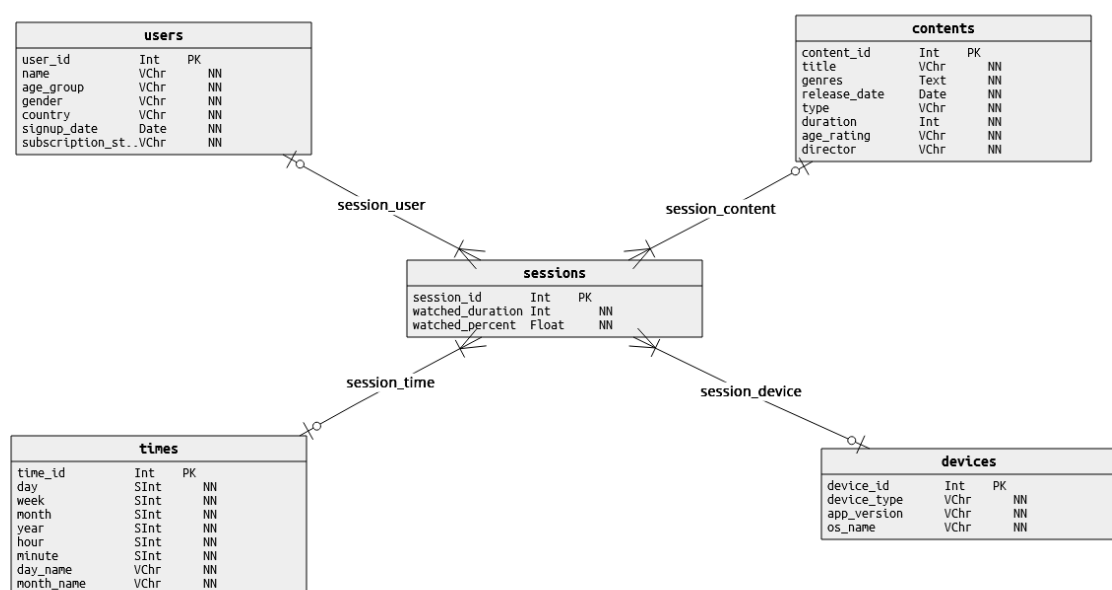 users
user_id Int PK
name VChr NN
age_group VChr NN
gender VChr NN
country VChr NN
signup_date Date NN
subscription_st..VChr NN
contents
content_id Int PK
title VChr NN
genres Text NN
release_date Date NN
type VChr NN
duration Int NN
age_rating VChr NN
director VChr NN
session_user
session_content
sessions
session_id Int PK
watched_duration Int NN
watched_percent Float NN
session_time
session_device
times
time_id Int PK
day SInt NN
week SInt NN
month SInt NN
year SInt NN
hour SInt NN
minute SInt NN
day_name VChr NN
month_name VChr NN
devices
device_id Int PK
device_type VChr NN
app_version VChr NN
os_name VChr NN